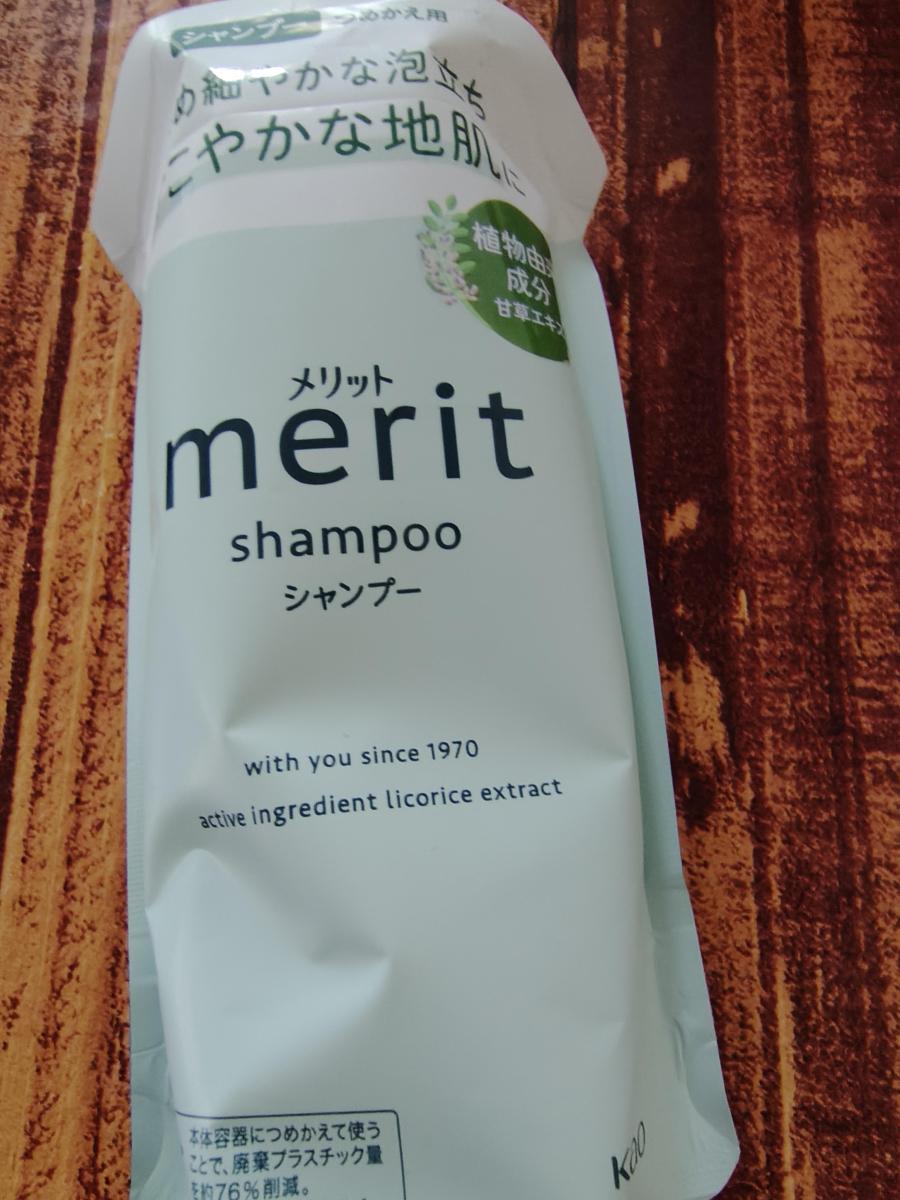 シャンプー つめかえ用
め細やかな泡立ち
こやかな地肌に
植物由来
成分
甘草エキス
メリット
merit
shampoo
シャンプー
with you since 1970
active ingredient licorice extract
本体容器につめかえて使う
ことで、廃棄プラスチック量
を約76%削減。
Kao